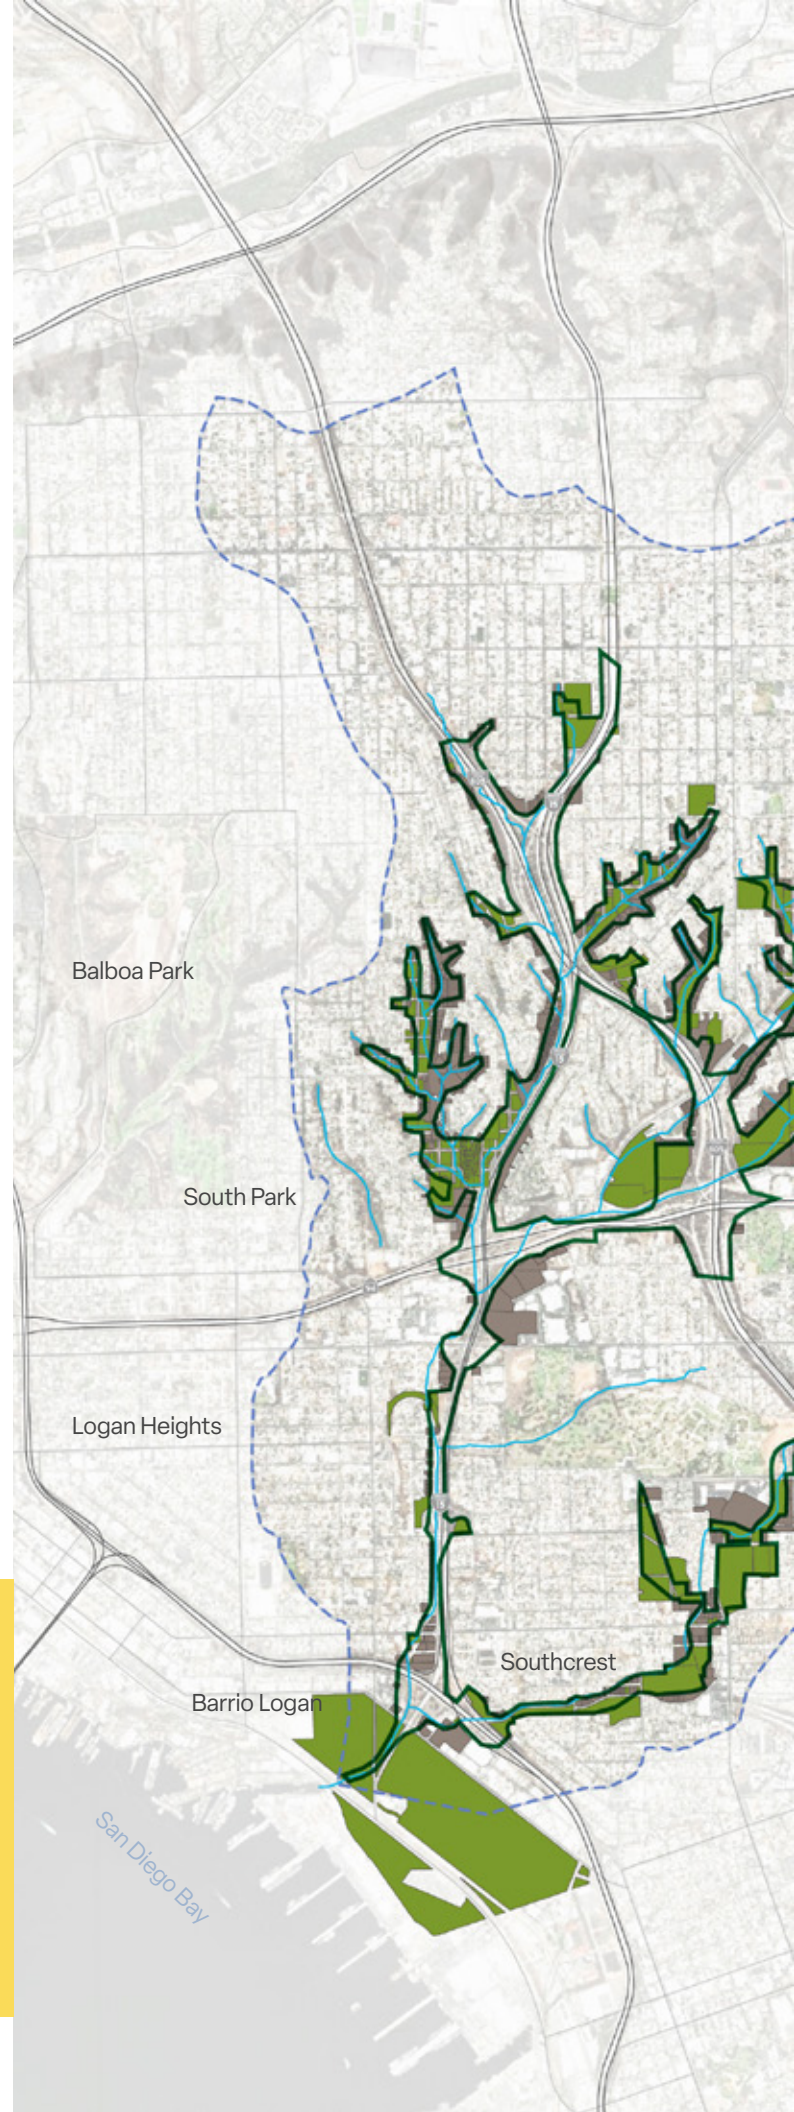 Balboa Park
South Park
Logan Heights
Southcrest
Barrio Logan
San Diego Bay